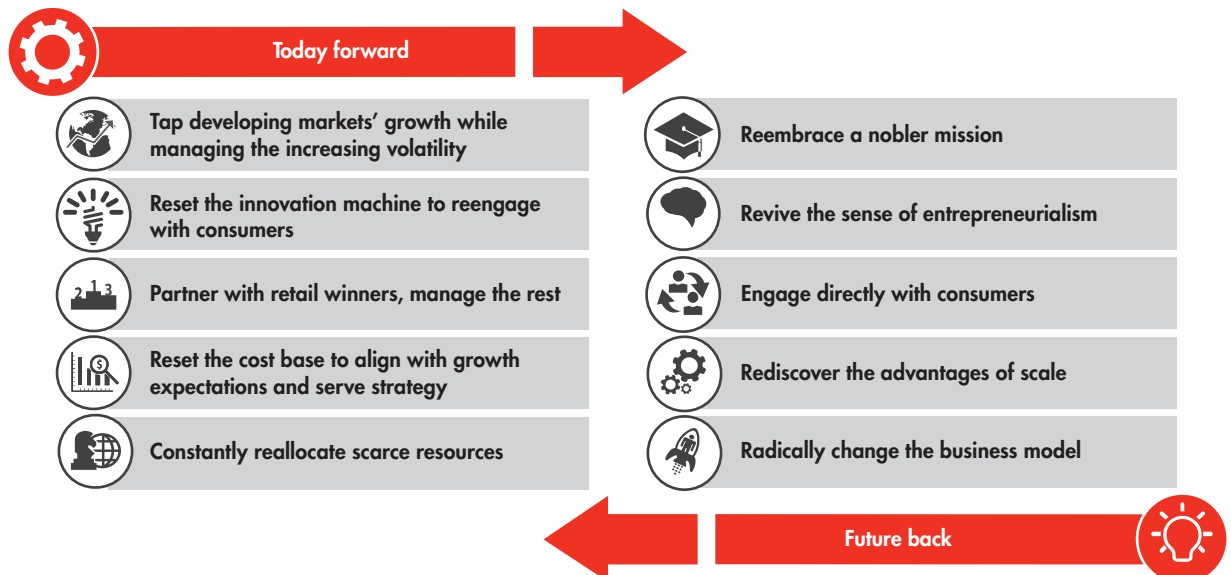 Today forward
Tap developing markets’ growth while
managing the increasing volatility
Reset the innovation machine to reengage
with consumers
2 1 3
Partner with retail winners, manage the rest
$
Reset the cost base to align with growth
expectations and serve strategy
Constantly reallocate scarce resources
Reembrace a nobler mission
Revive the sense of entrepreneurialism
Engage directly with consumers
Rediscover the advantages of scale
Radically change the business model
Future back